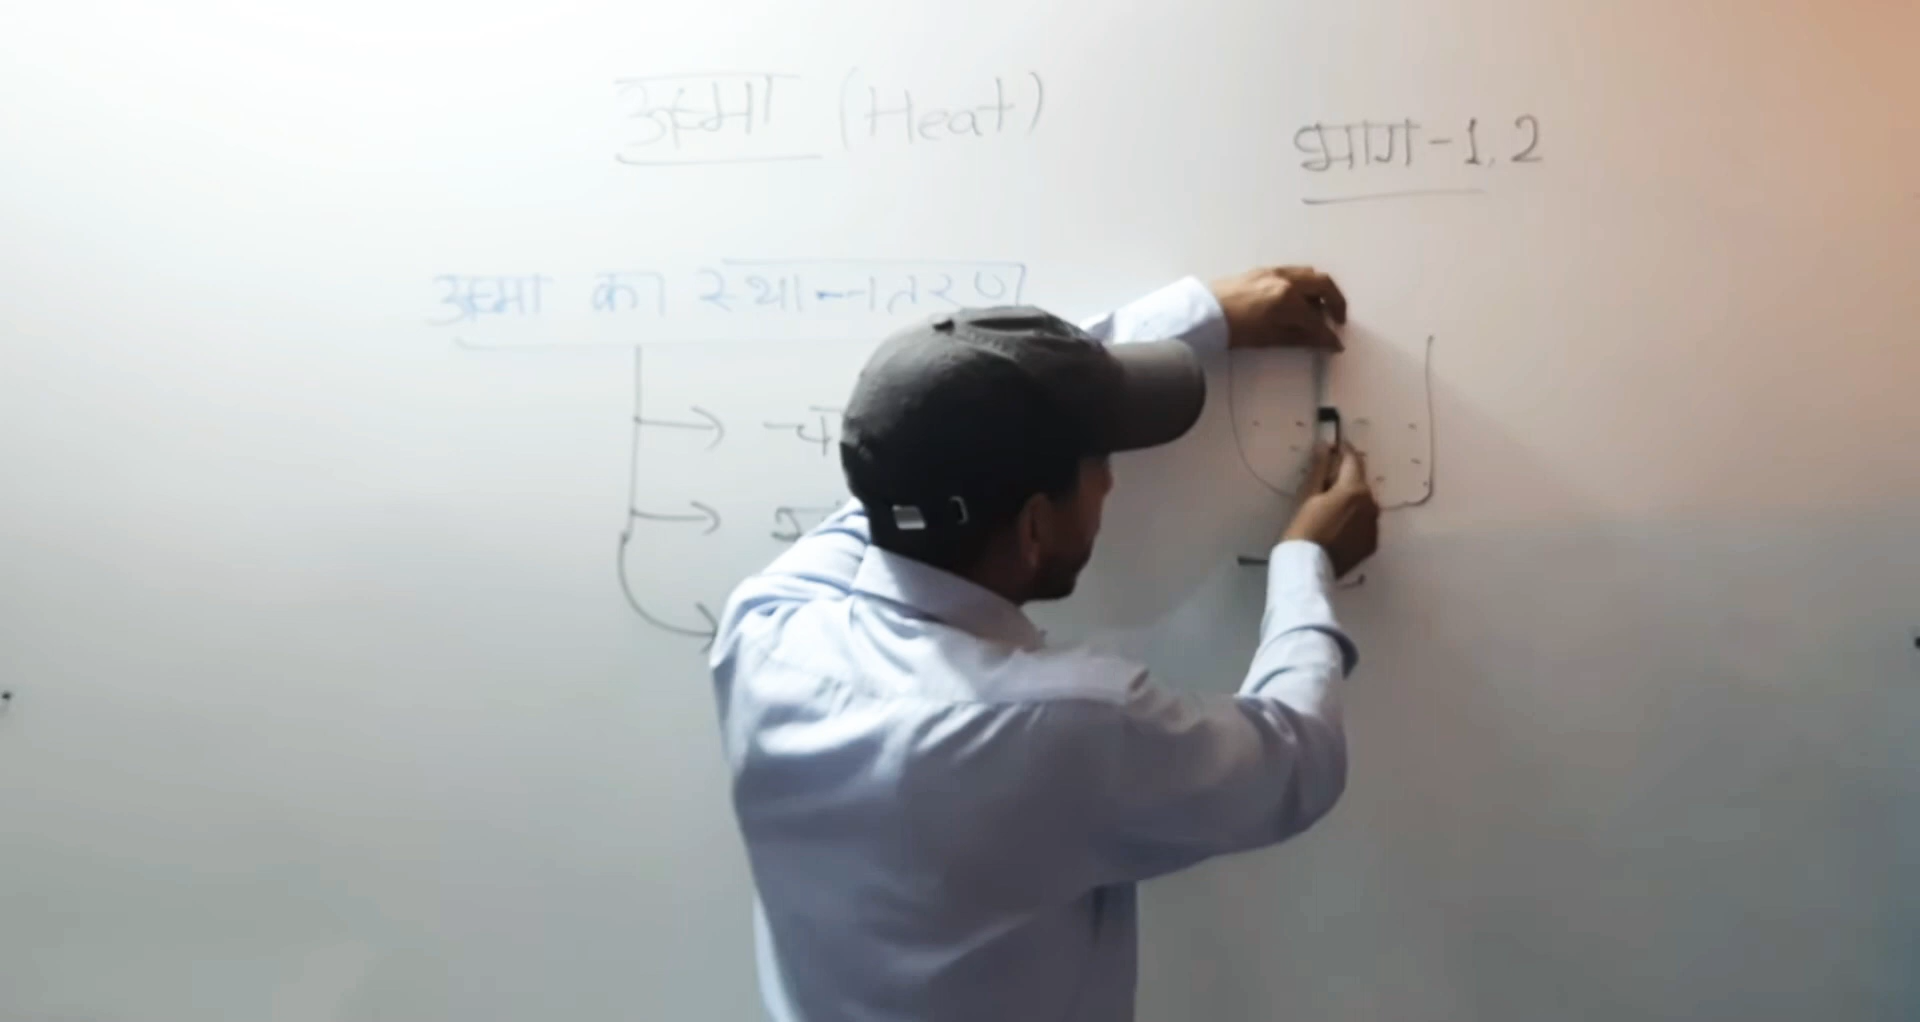 ऊष्मा (Heat)
भाग-1.2
ऊष्मा का स्थानांतरण